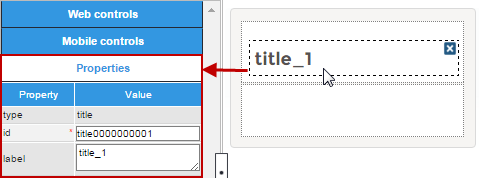 Web controls
Mobile controls
Properties
Property Value
type title
id * title0000000001
label title_1
title_1